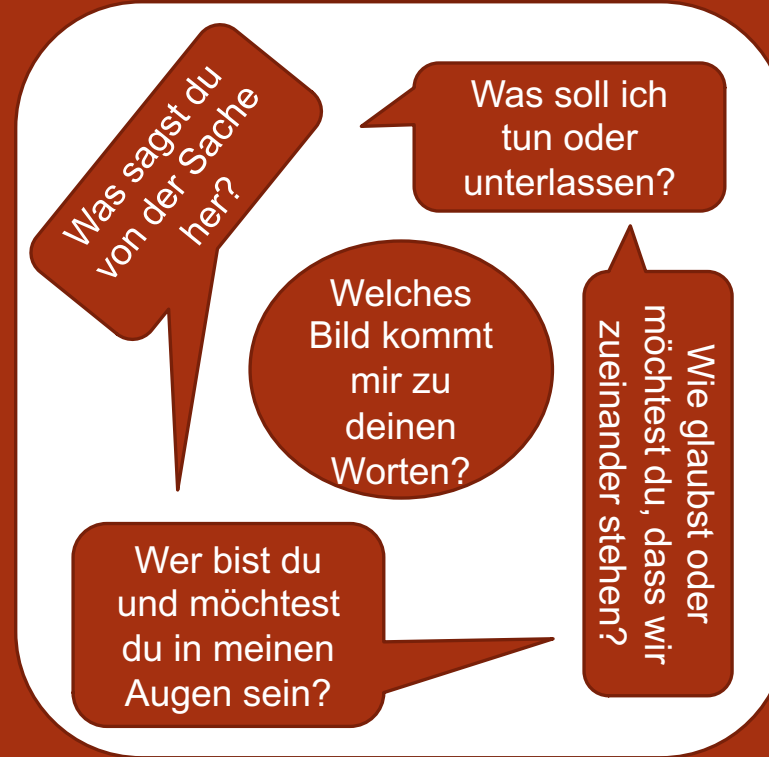 Was sagst du
von der Sache
her?
Was soll ich
tun oder
unterlassen?
Welches
Bild kommt
mir zu
deinen
Worten?
Wie glaubst oder
möchtest du, dass wir
zueinander stehen?
Wer bist du
und möchtest
du in meinen
Augen sein?